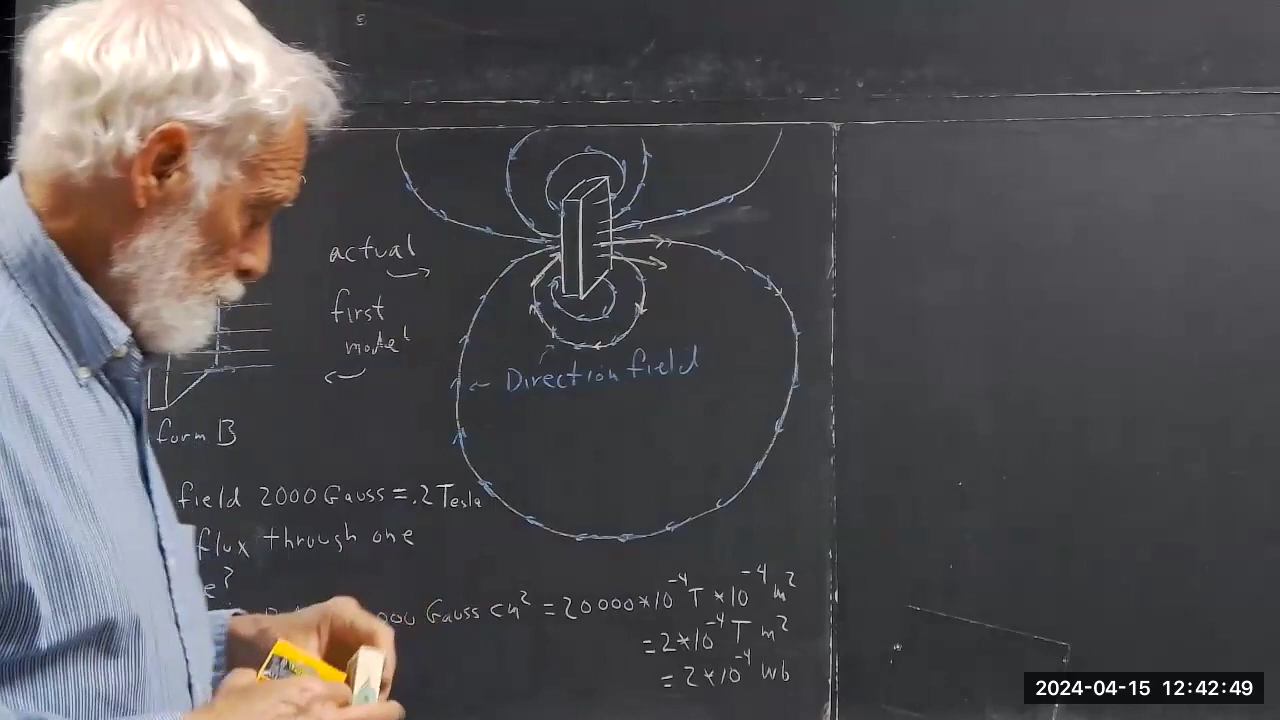 actual
first
model
Direction field
form B
field 2000 Gauss = .2 Tesla
flux through one
e?
000 Gauss cm² = 20000*10⁻⁴ T * 10⁻⁴ m²
= 2*10⁻⁴ T m²
= 2*10⁻⁴ Wb
2024-04-15 12:42:49